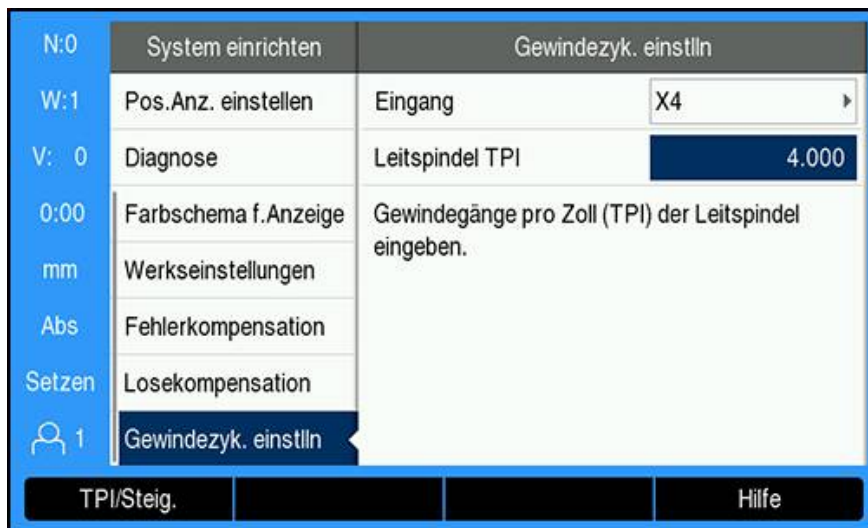 N:0
System einrichten
Gewindezyk. einstlln
W:1
Pos.Anz. einstellen
Eingang
X4
V: 0
Diagnose
Leitspindel TPI
4.000
0:00
Farbschema f.Anzeige
Gewindegänge pro Zoll (TPI) der Leitspindel
eingeben.
mm
Werkseinstellungen
Abs
Fehlerkompensation
Setzen
Losekompensation
1
Gewindezyk. einstlln
TPI/Steig.
Hilfe